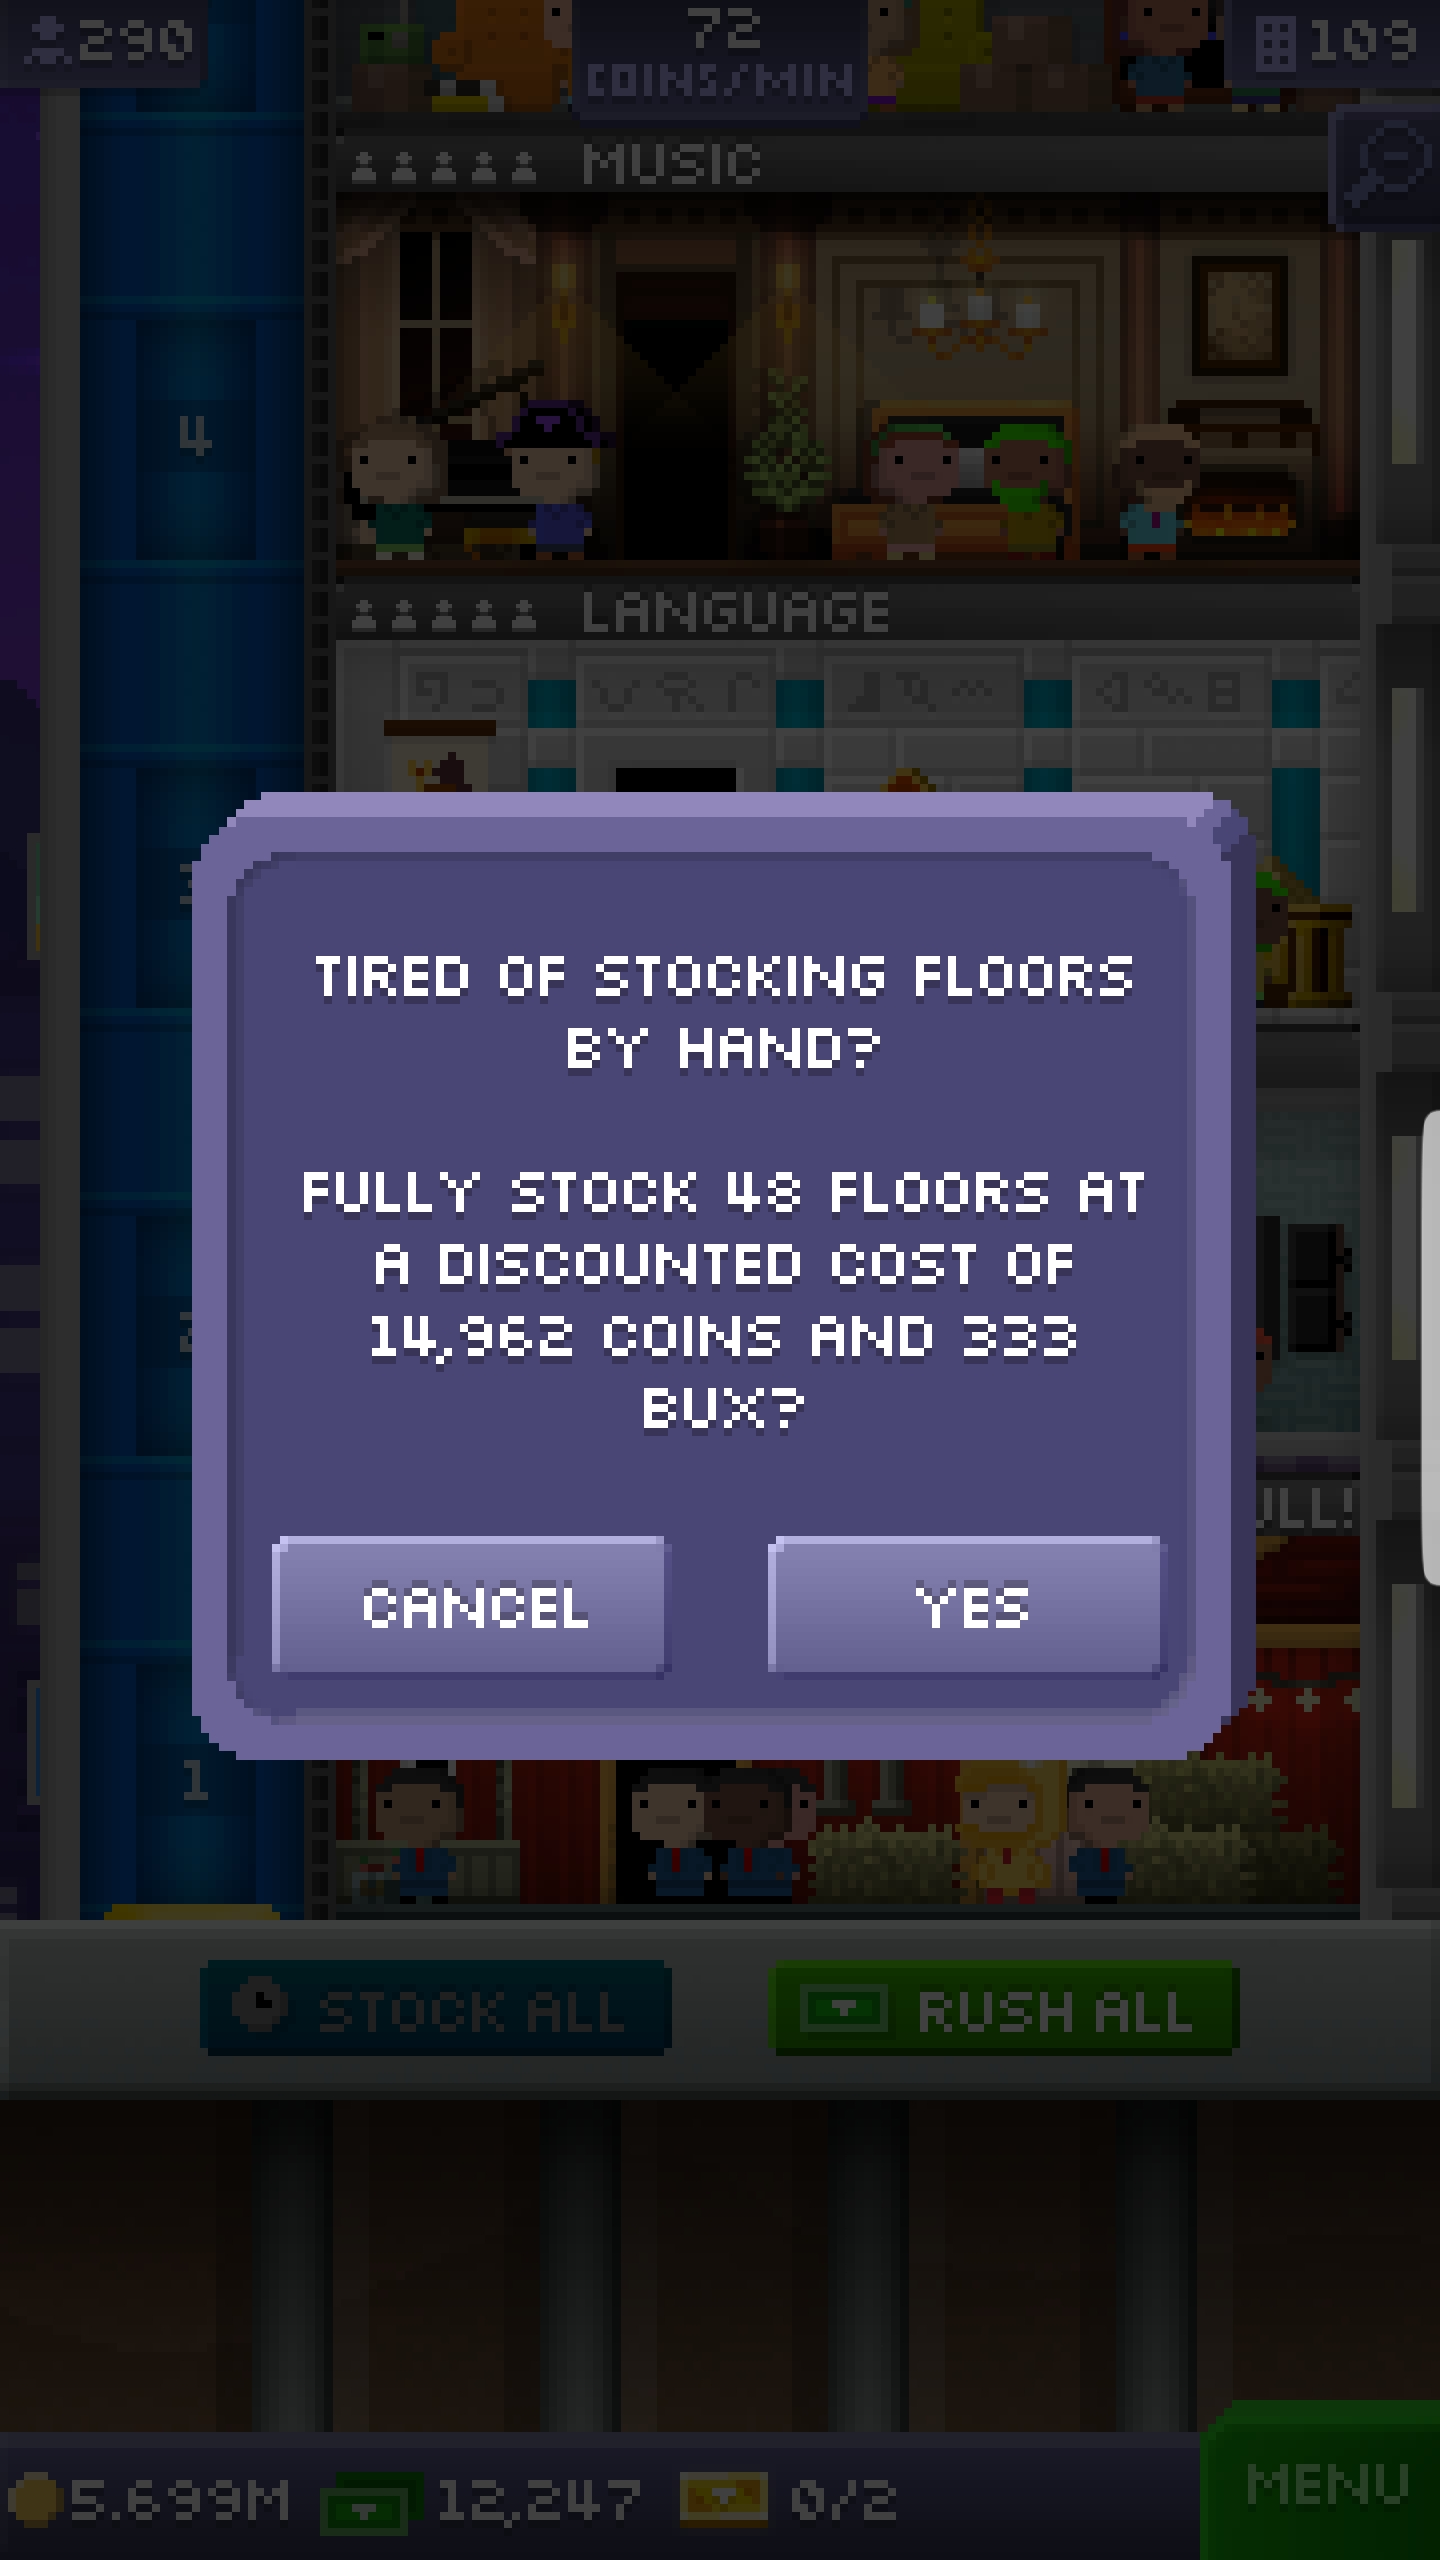 290
72
COINS/MIN
109
MUSIC
4
LANGUAGE
TIRED OF STOCKING FLOORS
BY HAND?
FULLY STOCK 48 FLOORS AT
A DISCOUNTED COST OF
14,962 COINS AND 333
BUX?
CANCEL
YES
ULL!
1
STOCK ALL
RUSH ALL
5.699M
12,247
0/2
MENU